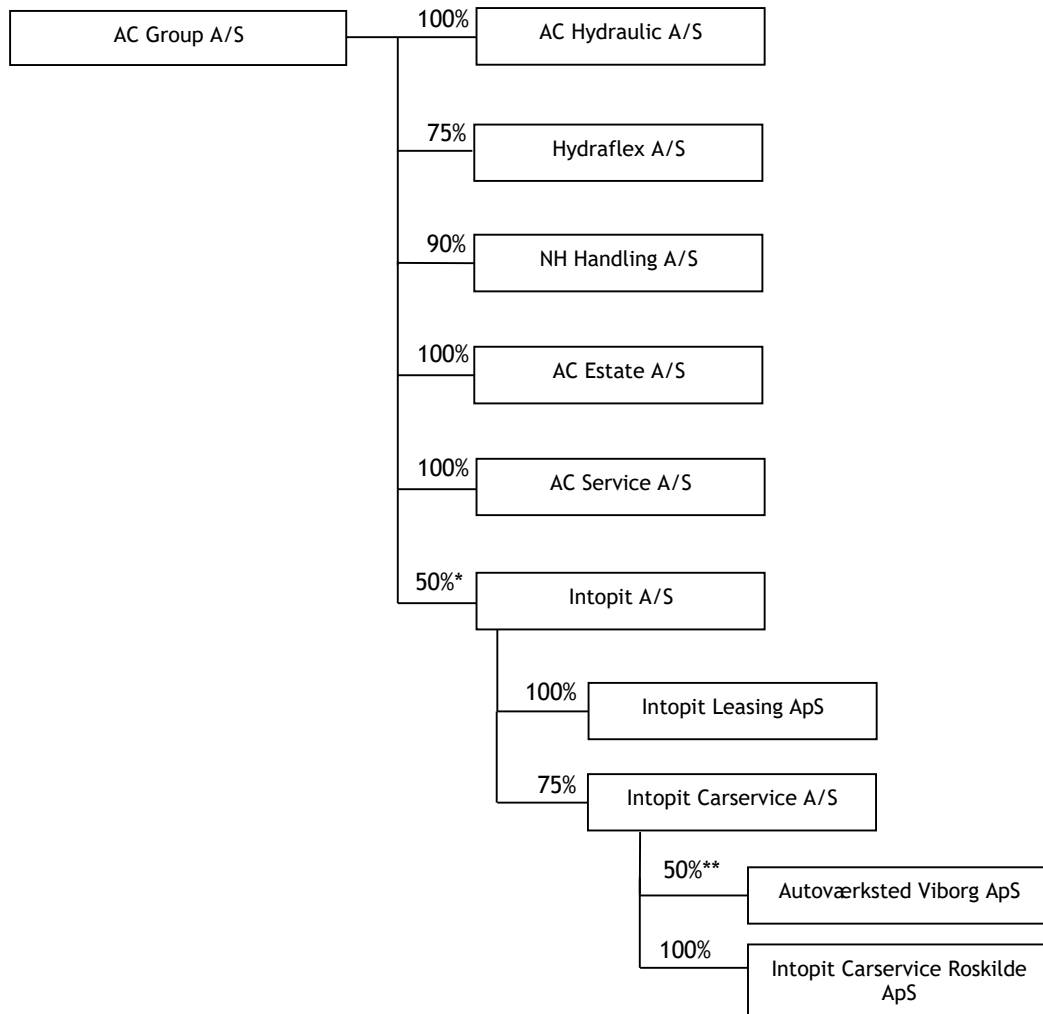 AC Group A/S
100%
AC Hydraulic A/S
75%
Hydraflex A/S
90%
NH Handling A/S
100%
AC Estate A/S
100%
AC Service A/S
50%*
Intopit A/S
100%
Intopit Leasing ApS
75%
Intopit Carservice A/S
50%**
Autoværksted Viborg ApS
100%
Intopit Carservice Roskilde
ApS